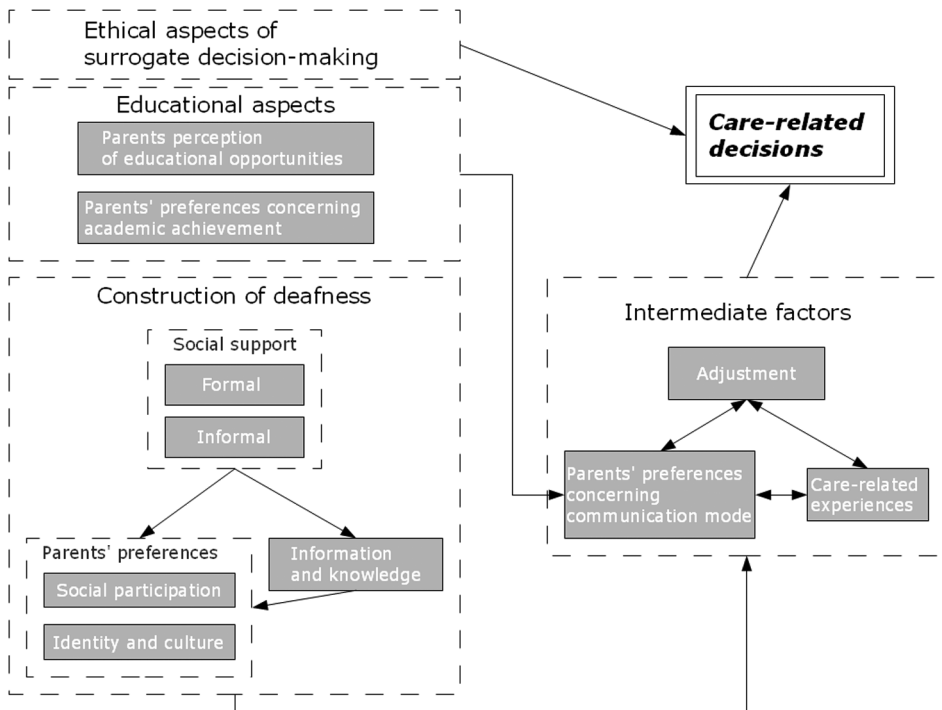 Ethical aspects of
surrogate decision-making
Educational aspects
Parents perception
of educational opportunities
Parents' preferences concerning
academic achievement
Care-related
decisions
Construction of deafness
Social support
Formal
Informal
Parents' preferences
Social participation
Identity and culture
Information
and knowledge
Intermediate factors
Adjustment
Parents' preferences
concerning
communication mode
Care-related
experiences